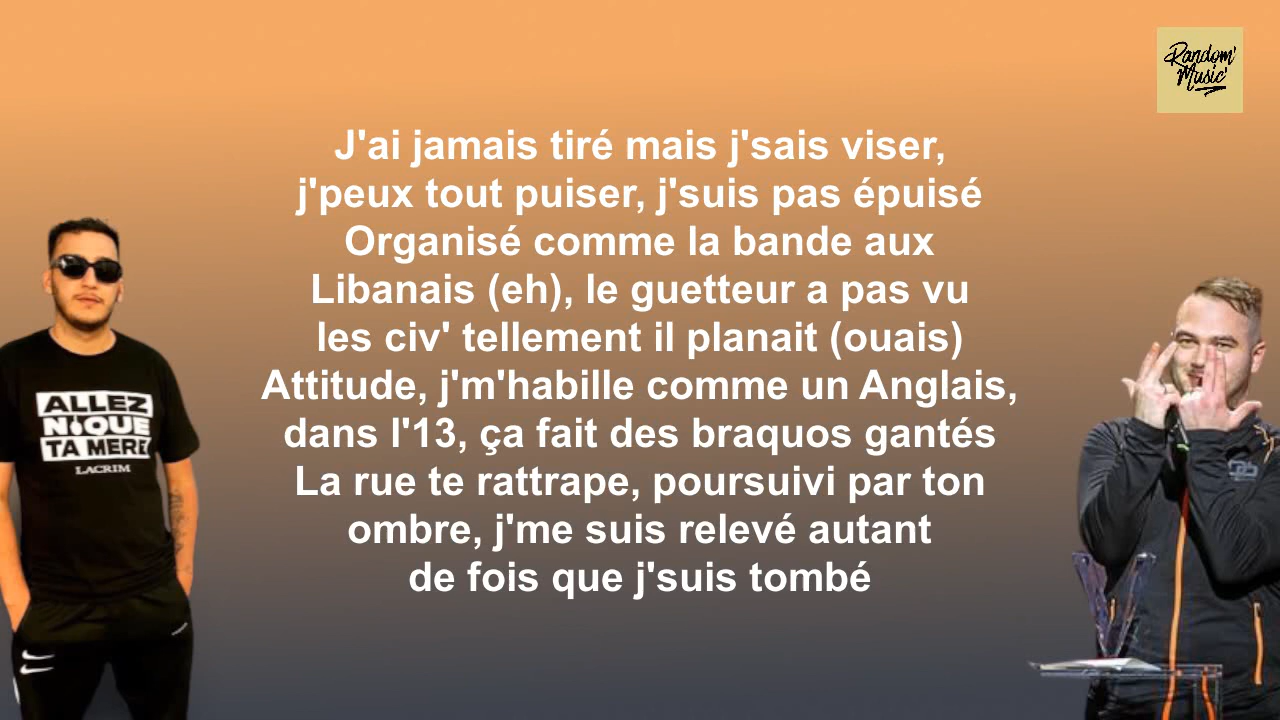 Random'
Music'
J'ai jamais tiré mais j'sais viser,
j'peux tout puiser, j'suis pas épuisé
Organisé comme la bande aux
Libanais (eh), le guetteur a pas vu
les civ' tellement il planait (ouais)
Attitude, j'm'habille comme un Anglais,
dans l'13, ça fait des braquos gantés
La rue te rattrape, poursuivi par ton
ombre, j'me suis relevé autant
de fois que j'suis tombé
ALLEZ
NIQUE
TA MERE
LACRIM